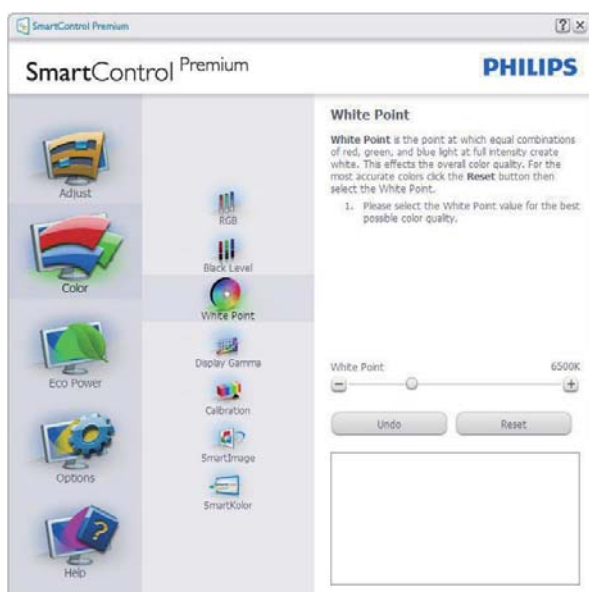 SmartControl Premium
SmartControl Premium
PHILIPS
Adjust
Color
Eco Power
Options
Help
RGB
Black Level
White Point
Display Gamma
Calibration
SmartImage
SmartKolor
White Point
White Point is the point at which equal combinations
of red, green, and blue light at full intensity create
white. This effects the overall color quality. For the
most accurate colors click the Reset button then
select the White Point.
1. Please select the White Point value for the best
possible color quality.
White Point 6500K
Undo Reset